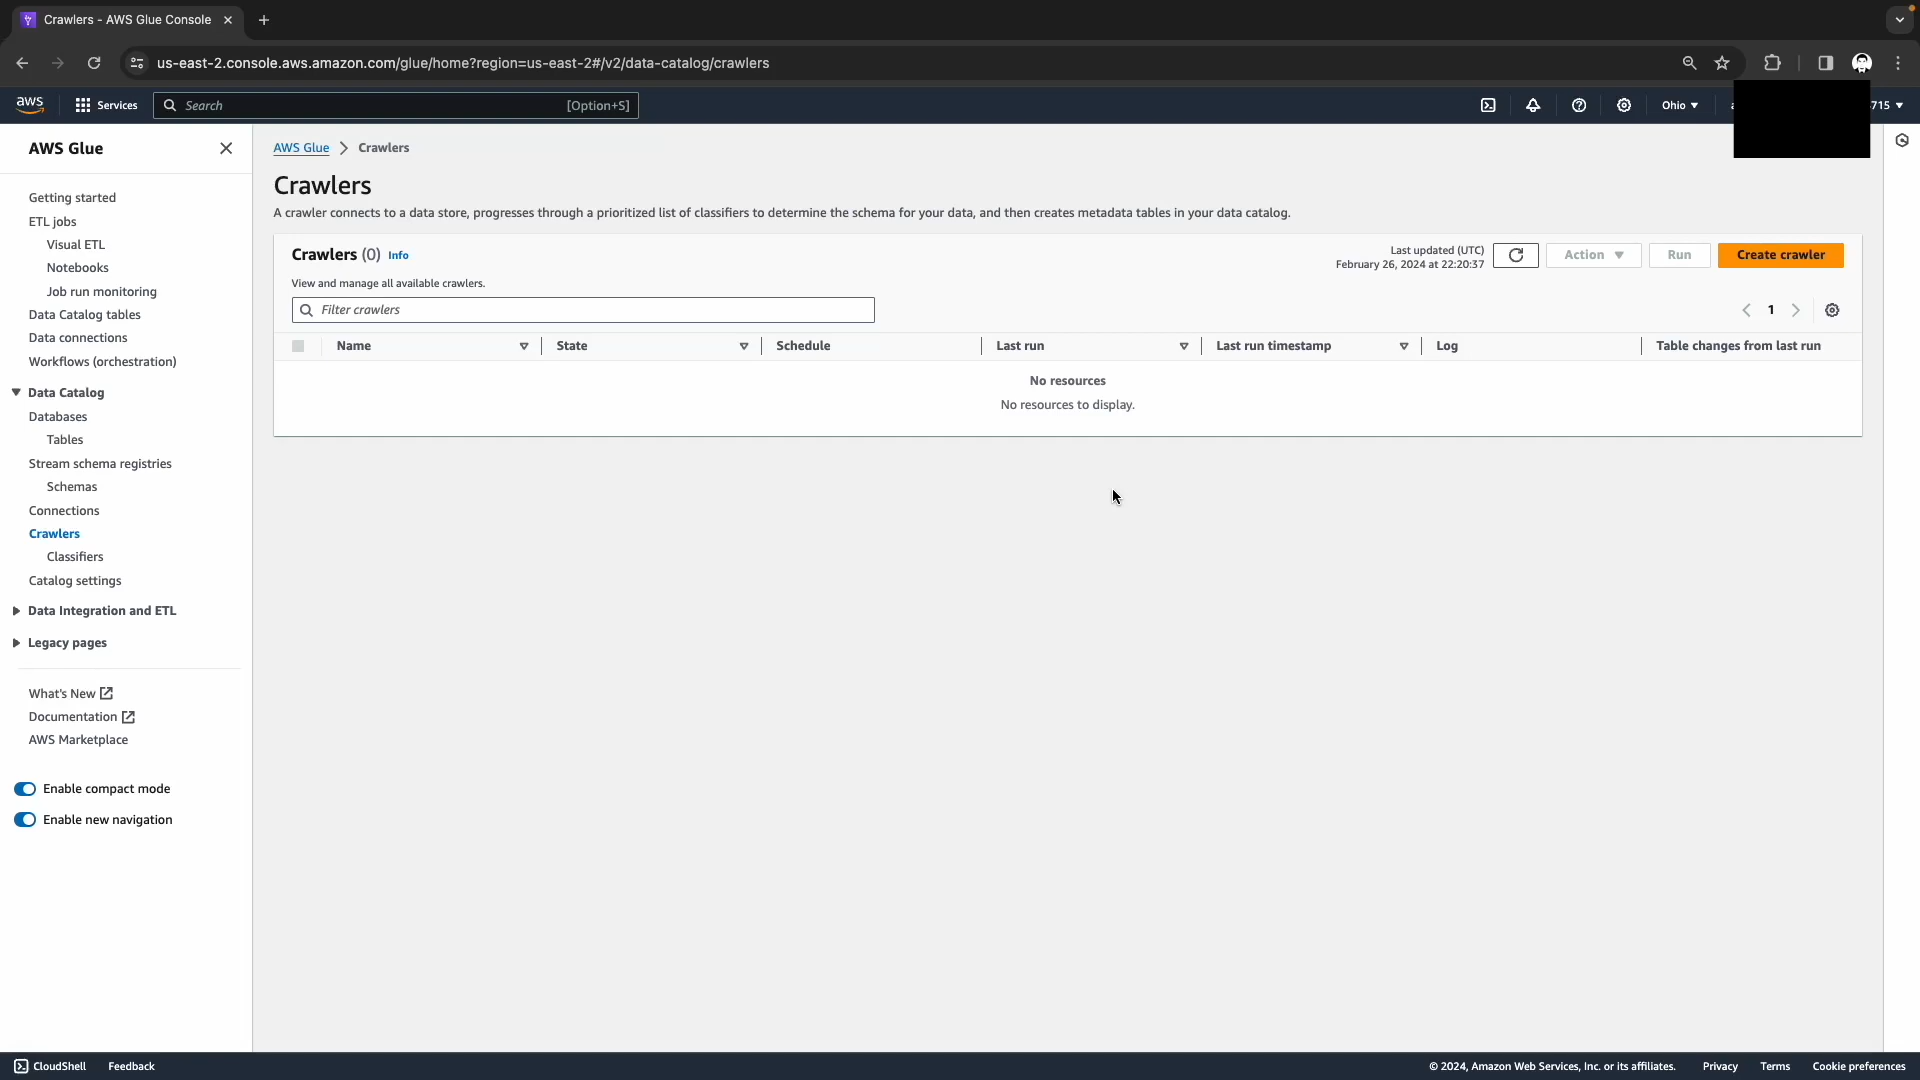 Crawlers - AWS Glue Console
us-east-2.console.aws.amazon.com/glue/home?region=us-east-2#/v2/data-catalog/crawlers
aws
Services
Search
[Option+S]
Ohio
715
AWS Glue
Getting started
ETL jobs
Visual ETL
Notebooks
Job run monitoring
Data Catalog tables
Data connections
Workflows (orchestration)
Data Catalog
Databases
Tables
Stream schema registries
Schemas
Connections
Crawlers
Classifiers
Catalog settings
Data Integration and ETL
Legacy pages
What's New
Documentation
AWS Marketplace
Enable compact mode
Enable new navigation
AWS Glue > Crawlers
Crawlers
A crawler connects to a data store, progresses through a prioritized list of classifiers to determine the schema for your data, and then creates metadata tables in your data catalog.
Crawlers (0) Info
View and manage all available crawlers.
Last updated (UTC)
February 26, 2024 at 22:20:37
Action
Run
Create crawler
Filter crawlers
1
Name
State
Schedule
Last run
Last run timestamp
Log
Table changes from last run
No resources
No resources to display.
CloudShell
Feedback
© 2024, Amazon Web Services, Inc. or its affiliates.
Privacy
Terms
Cookie preferences